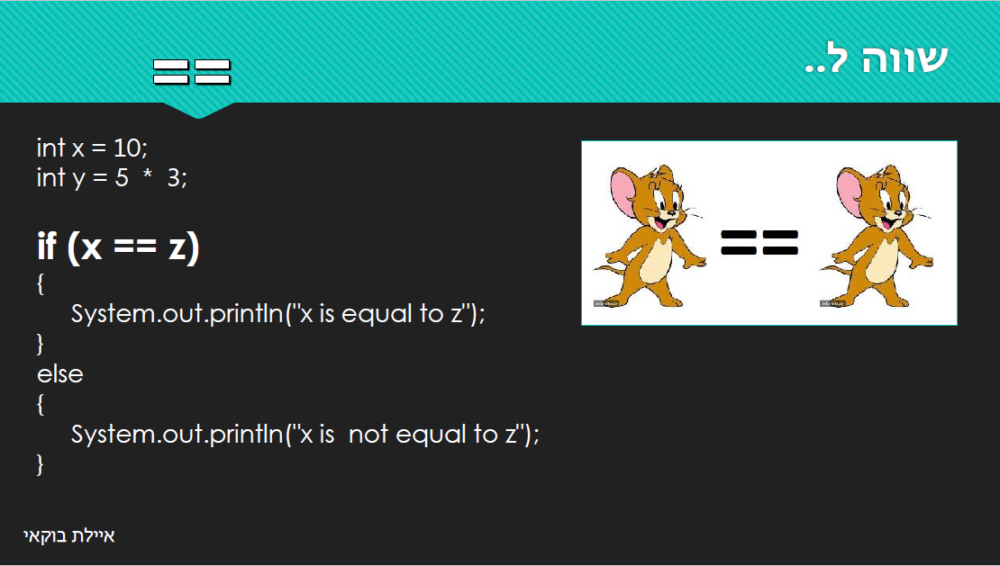 שווה ל..
==
int x = 10;
int y = 5  *  3;
if (x == z)
{
System.out.println("x is equal to z");
}
else
{
System.out.println("x is  not equal to z");
}
==
איילת בוקאי